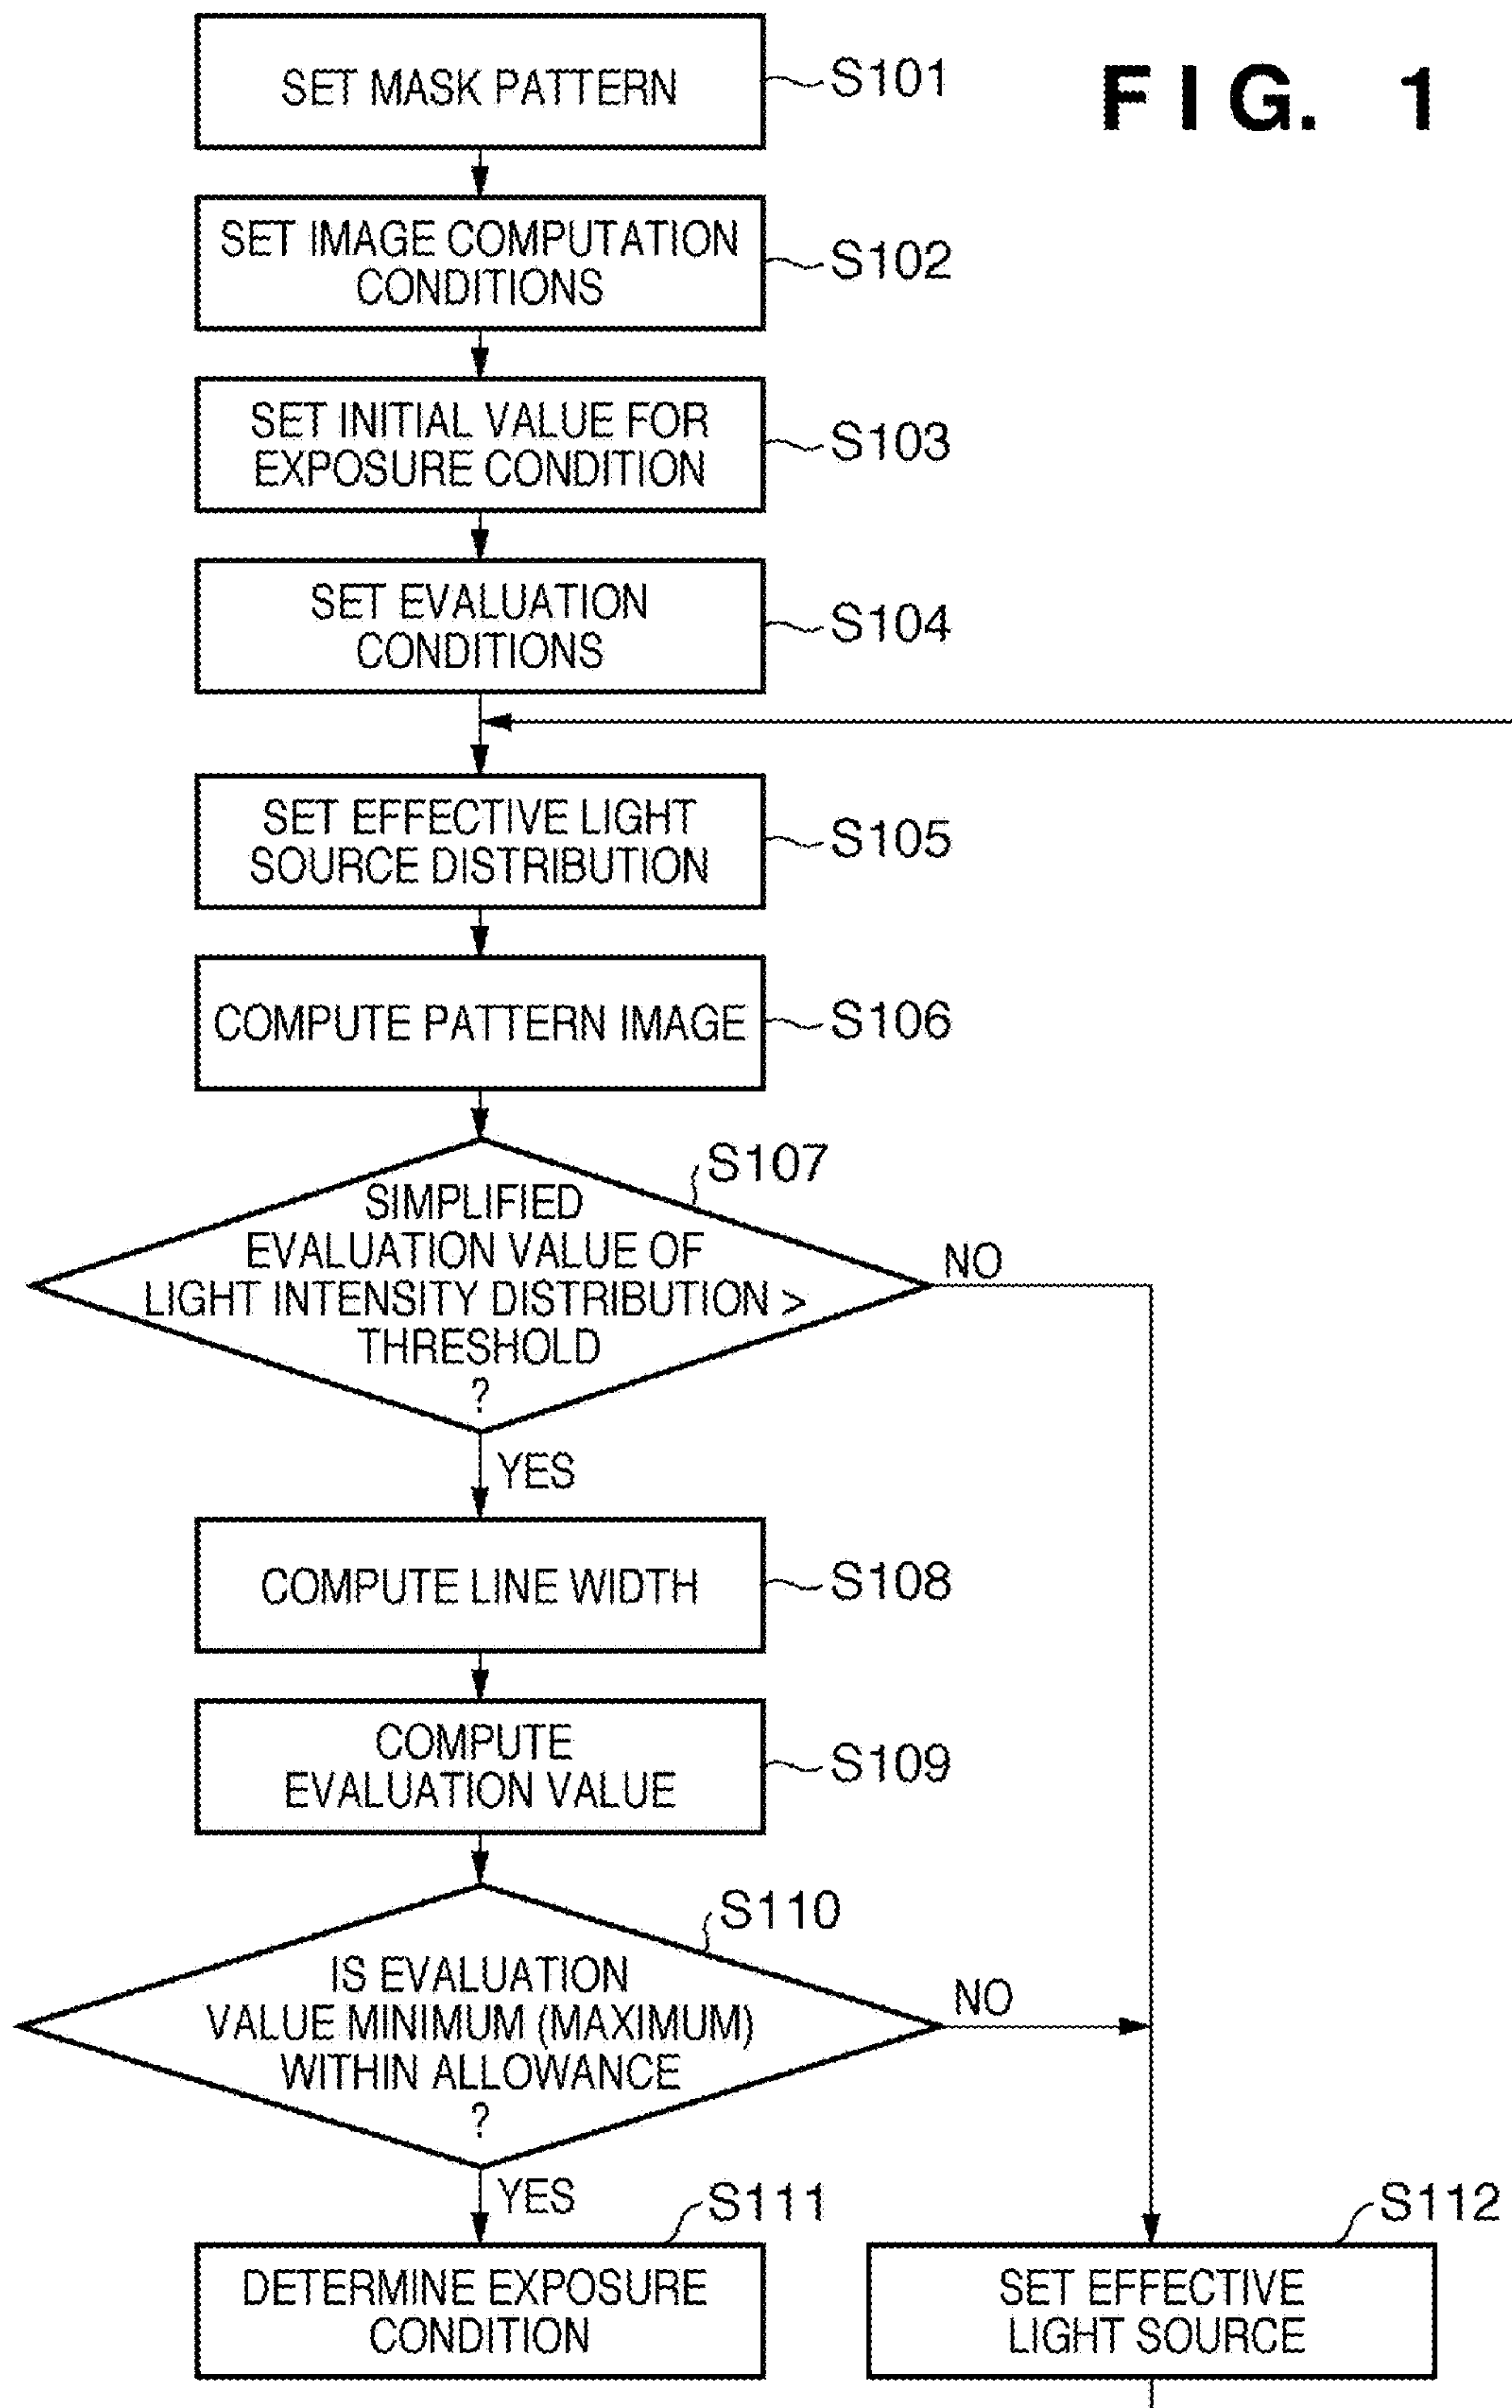 FIG. 1
SET MASK PATTERN
S101
SET IMAGE COMPUTATION
CONDITIONS
S102
SET INITIAL VALUE FOR
EXPOSURE CONDITION
S103
SET EVALUATION
CONDITIONS
S104
SET EFFECTIVE LIGHT
SOURCE DISTRIBUTION
S105
COMPUTE PATTERN IMAGE
S106
S107
SIMPLIFIED
EVALUATION VALUE OF
LIGHT INTENSITY DISTRIBUTION >
THRESHOLD
?
NO
YES
COMPUTE LINE WIDTH
S108
COMPUTE
EVALUATION VALUE
S109
S110
IS EVALUATION
VALUE MINIMUM (MAXIMUM)
WITHIN ALLOWANCE
?
NO
YES
S111
DETERMINE EXPOSURE
CONDITION
S112
SET EFFECTIVE
LIGHT SOURCE